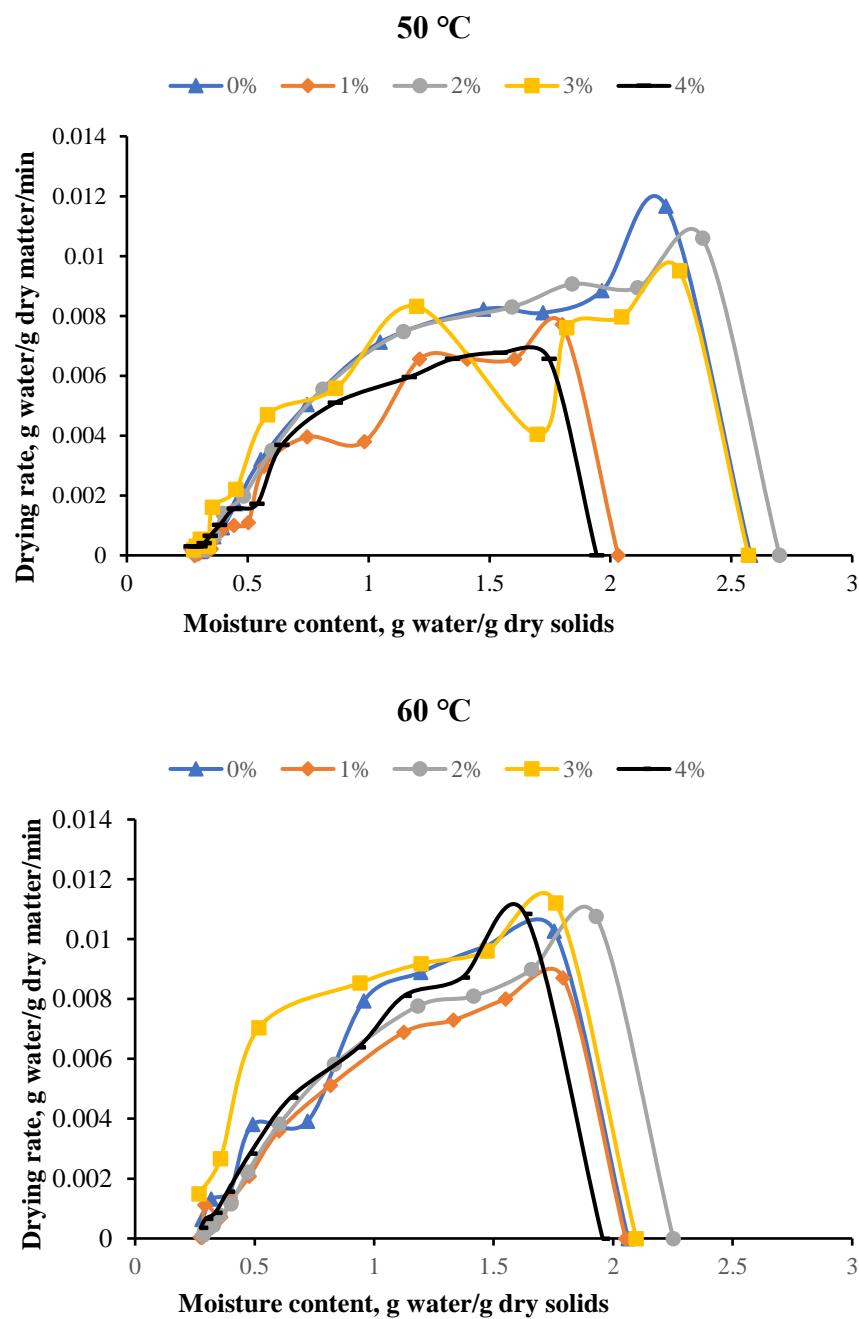 50 °C
0% 1% 2% 3% 4%
0.014
0.012
0.01
0.008
0.006
0.004
0.002
0
0 0.5 1 1.5 2 2.5 3
Drying rate, g water/g dry matter/min
Moisture content, g water/g dry solids
60 °C
0% 1% 2% 3% 4%
0.014
0.012
0.01
0.008
0.006
0.004
0.002
0
0 0.5 1 1.5 2 2.5 3
Drying rate, g water/g dry matter/min
Moisture content, g water/g dry solids